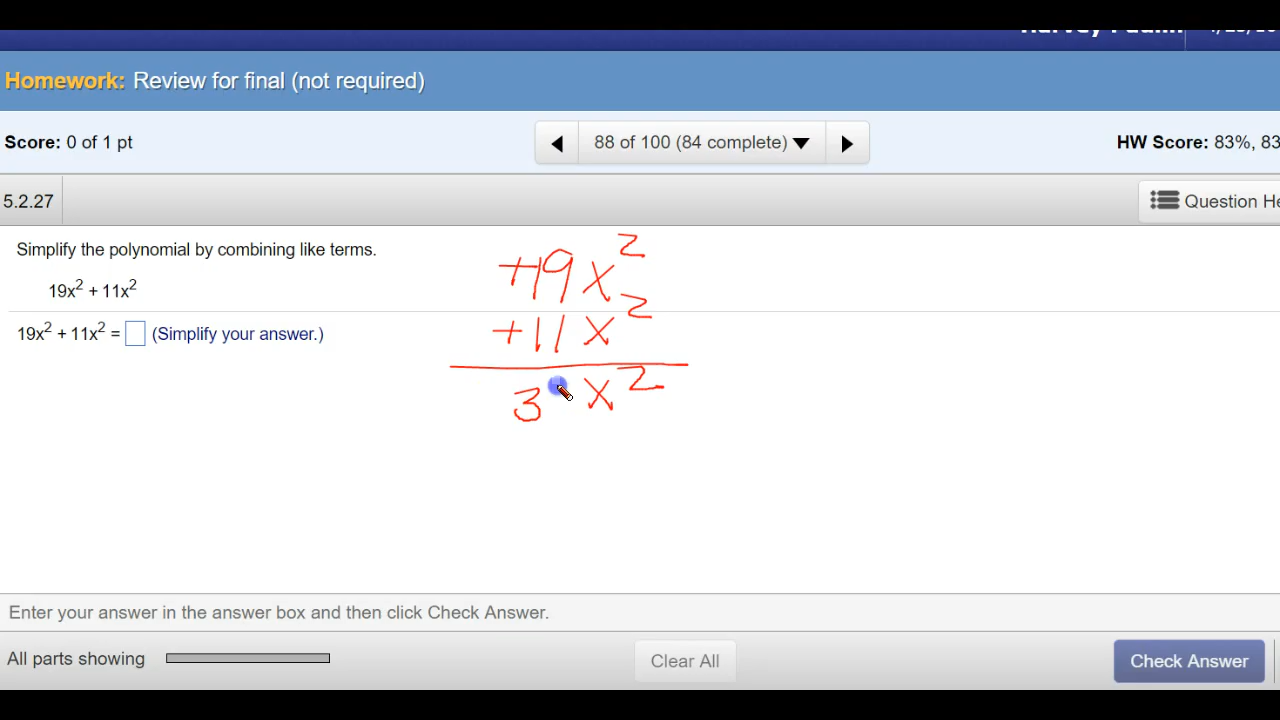 Homework: Review for final (not required)
Score: 0 of 1 pt
88 of 100 (84 complete)
HW Score: 83%, 83
5.2.27
Question He
Simplify the polynomial by combining like terms.
19x² + 11x²
19x² + 11x² = (Simplify your answer.)
+19x²
+11x²
3 x²
Enter your answer in the answer box and then click Check Answer.
All parts showing
Clear All
Check Answer